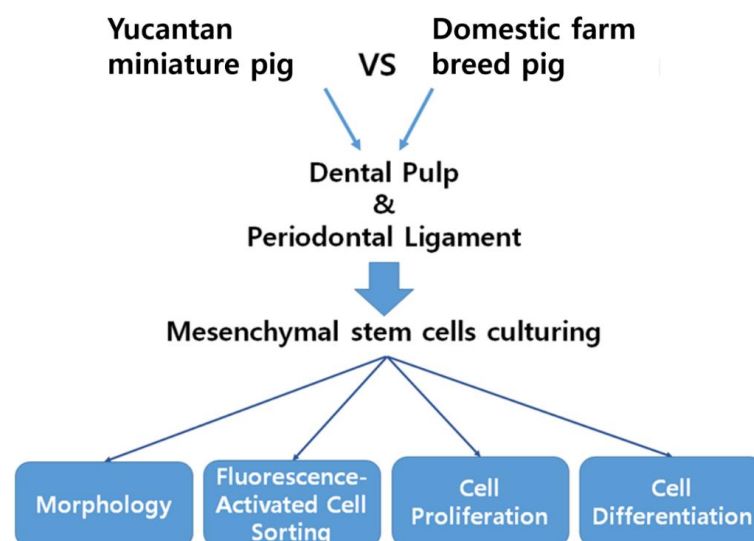 Yucantan
miniature pig
VS
Domestic farm
breed pig
Dental Pulp
&
Periodontal Ligament
Mesenchymal stem cells culturing
Morphology
Fluorescence-
Activated Cell
Sorting
Cell
Proliferation
Cell
Differentiation